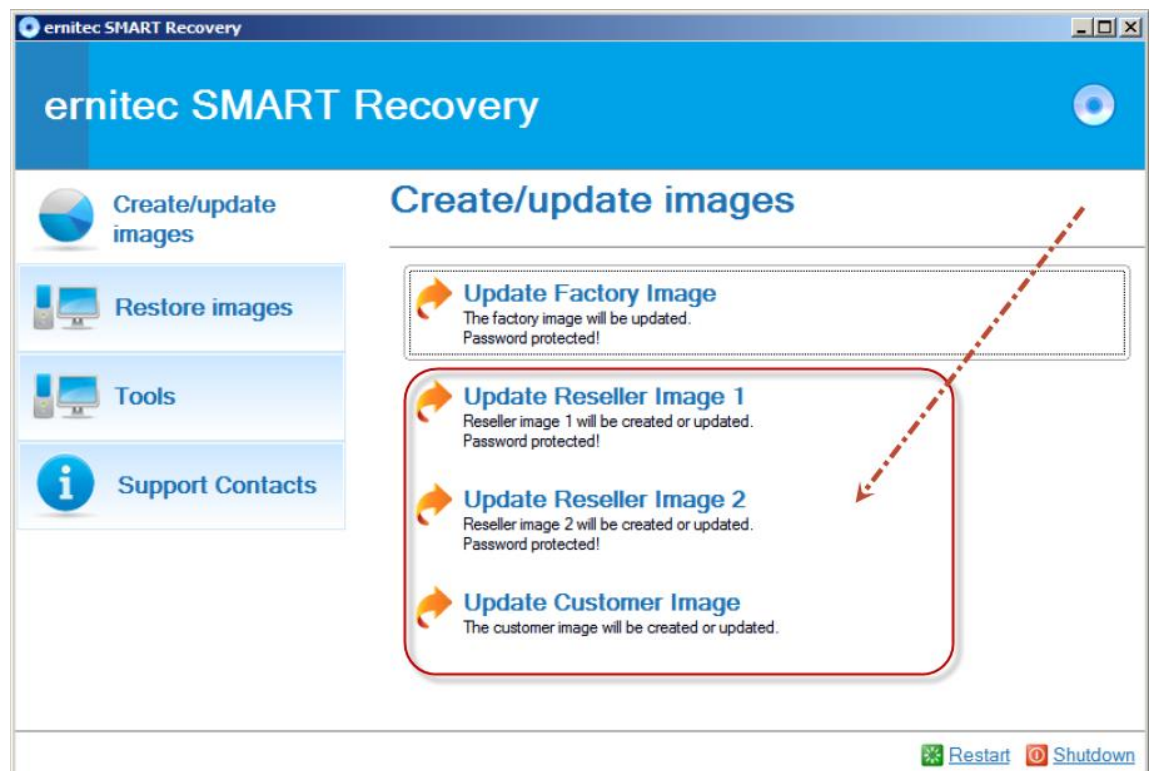 ernitec SMART Recovery
ernitec SMART Recovery
Create/update
images
Restore images
Tools
Support Contacts
Create/update images
Update Factory Image
The factory image will be updated.
Password protected!
Update Reseller Image 1
Reseller image 1 will be created or updated.
Password protected!
Update Reseller Image 2
Reseller image 2 will be created or updated.
Password protected!
Update Customer Image
The customer image will be created or updated.
Restart
Shutdown